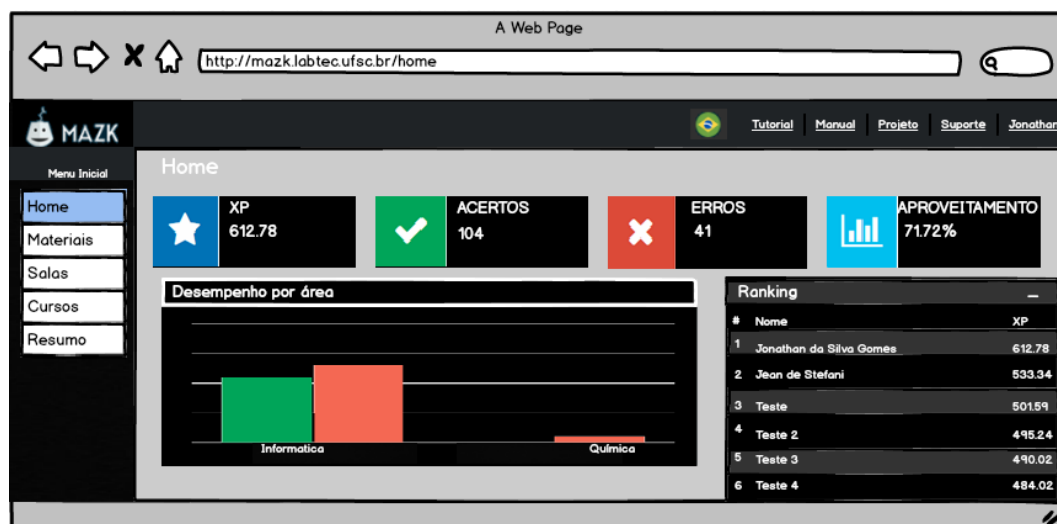 A Web Page
http://mazk.labtec.ufsc.br/home
MAZK
Tutorial Manual Projeto Suporte Jonathan
Menu Inicial
Home
Materiais
Salas
Cursos
Resumo
Home
XP
612.78
ACERTOS
104
ERROS
41
APROVEITAMENTO
71.72%
Desempenho por área
Informatica Química
Ranking
# Nome XP
1 Jonathan da Silva Gomes 612.78
2 Jean de Stefani 533.34
3 Teste 501.59
4 Teste 2 495.24
5 Teste 3 490.02
6 Teste 4 484.02